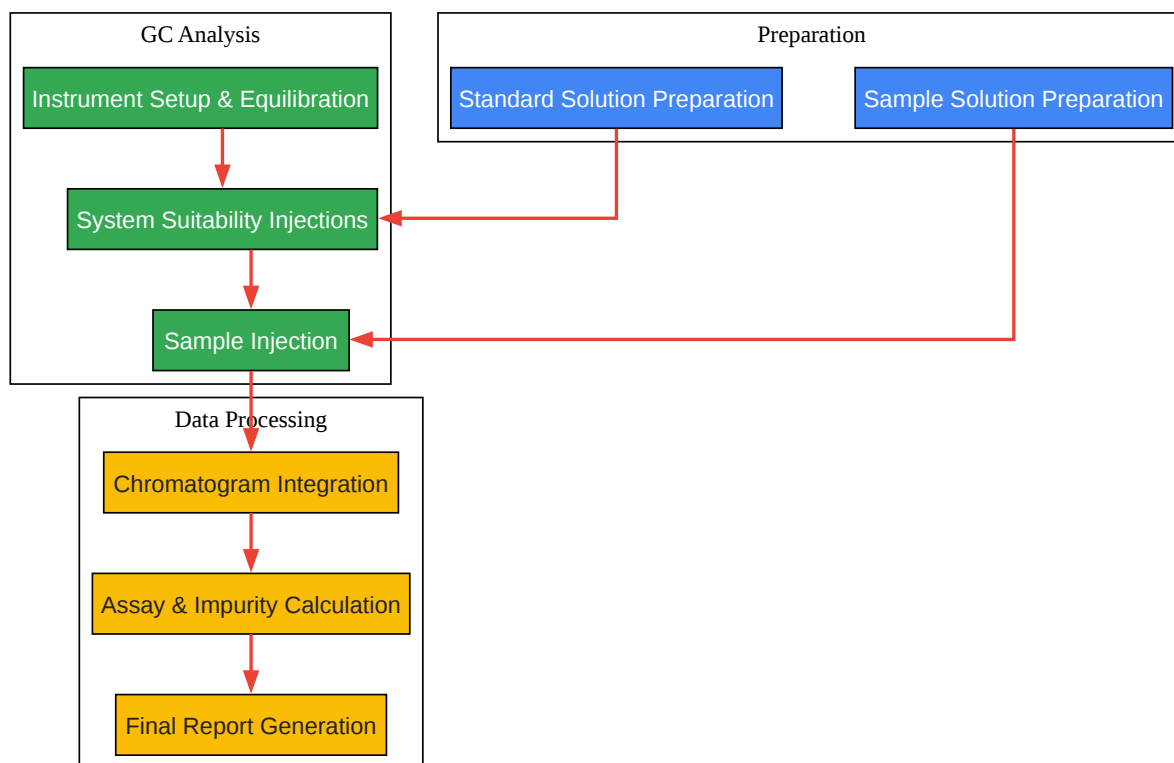 GC Analysis
Instrument Setup & Equilibration
System Suitability Injections
Sample Injection
Preparation
Standard Solution Preparation
Sample Solution Preparation
Data Processing
Chromatogram Integration
Assay & Impurity Calculation
Final Report Generation